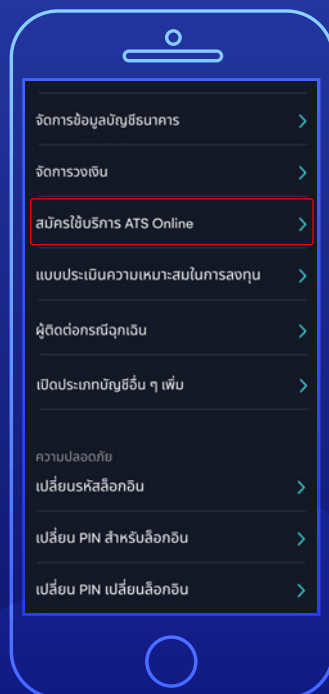 จัดการข้อมูลบัญชีธนาคาร
จัดการวงเงิน
สมัครใช้บริการ ATS Online
แบบประเมินความเหมาะสมในการลงทุน
ผู้ติดต่อกรณีฉุกเฉิน
เปิดประเภทบัญชีอื่น ๆ เพิ่ม
ความปลอดภัย
เปลี่ยนรหัสล็อกอิน
เปลี่ยน PIN สำหรับล็อกอิน
เปลี่ยน PIN เปลี่ยนล็อกอิน